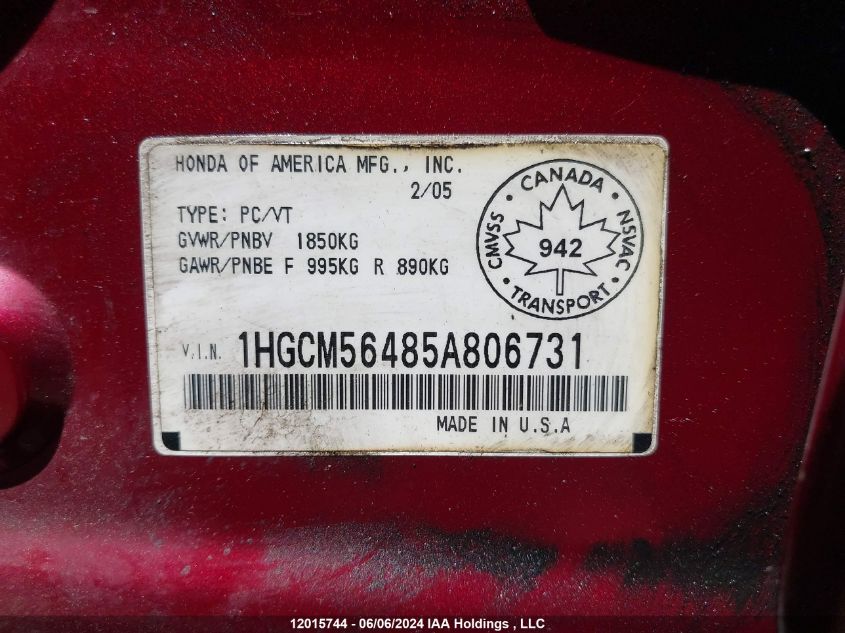 HONDA OF AMERICA MFG., INC.
2/05
TYPE: PC/VT
GVWR/PNBV 1850KG
GAWR/PNBE F 995KG R 890KG
CMVSS • CANADA • NSVAC • TRANSPORT •
942
V.I.N. 1HGCM56485A806731
MADE IN U.S.A
12015744 - 06/06/2024 IAA Holdings , LLC